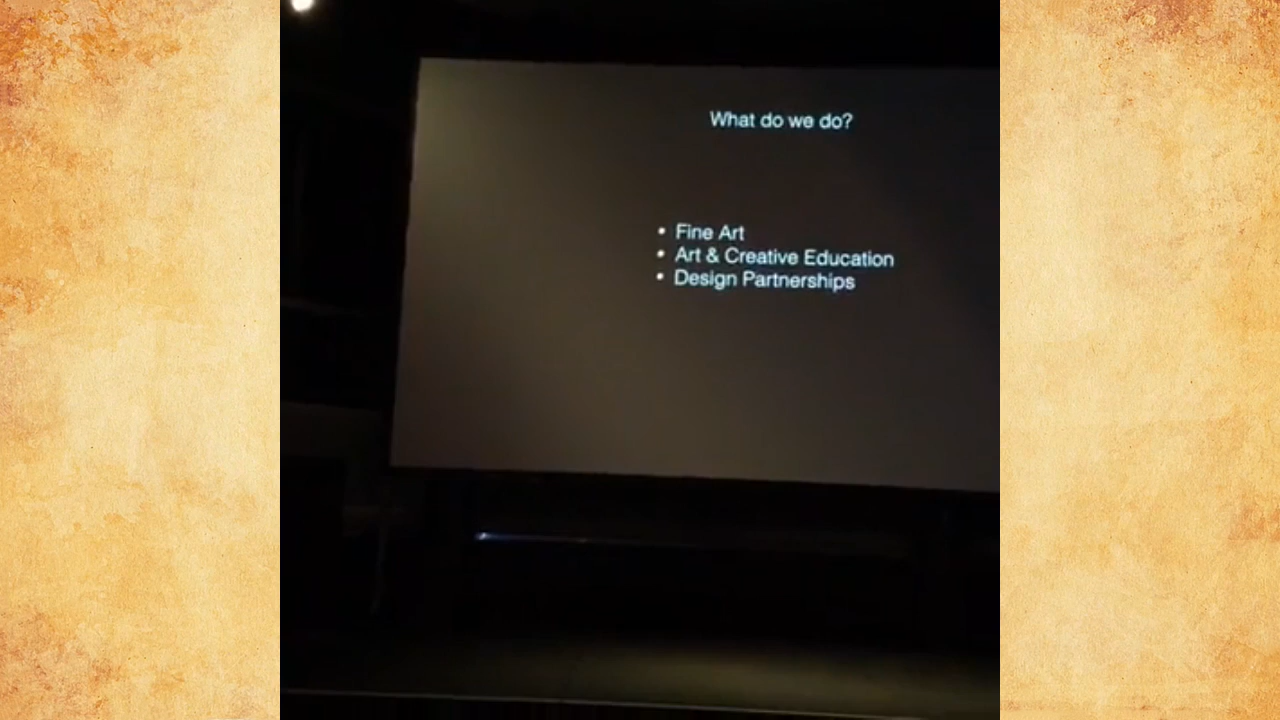 What do we do?
• Fine Art
• Art & Creative Education
• Design Partnerships